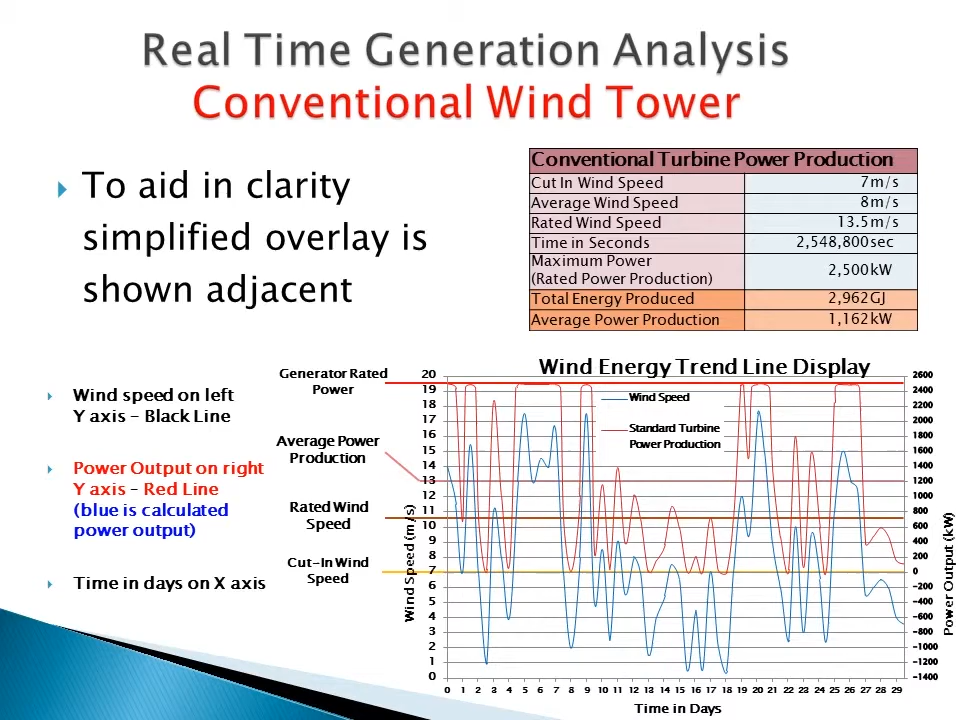 Real Time Generation Analysis
Conventional Wind Tower
To aid in clarity
simplified overlay is
shown adjacent
Conventional Turbine Power Production
Cut In Wind Speed 7m/s
Average Wind Speed 8m/s
Rated Wind Speed 13.5m/s
Time in Seconds 2,548,800sec
Maximum Power
(Rated Power Production) 2,500kW
Total Energy Produced 2,962GJ
Average Power Production 1,162kW
Wind speed on left
Y axis – Black Line
Power Output on right
Y axis – Red Line
(blue is calculated
power output)
Time in days on X axis
Generator Rated
Power
Average Power
Production
Rated Wind
Speed
Cut-In Wind
Speed
Wind Energy Trend Line Display
Wind Speed
Standard Turbine
Power Production
Wind Speed (m/s)
20
19
18
17
16
15
14
13
12
11
10
9
8
7
6
5
4
3
2
1
0
2600
2400
2200
2000
1800
1600
1400
1200
1000
800
600
400
200
0
-200
-400
-600
-800
-1000
-1200
-1400
Power Output (kW)
0 1 2 3 4 5 6 7 8 9 10 11 12 13 14 15 16 17 18 19 20 21 22 23 24 25 26 27 28 29
Time in Days